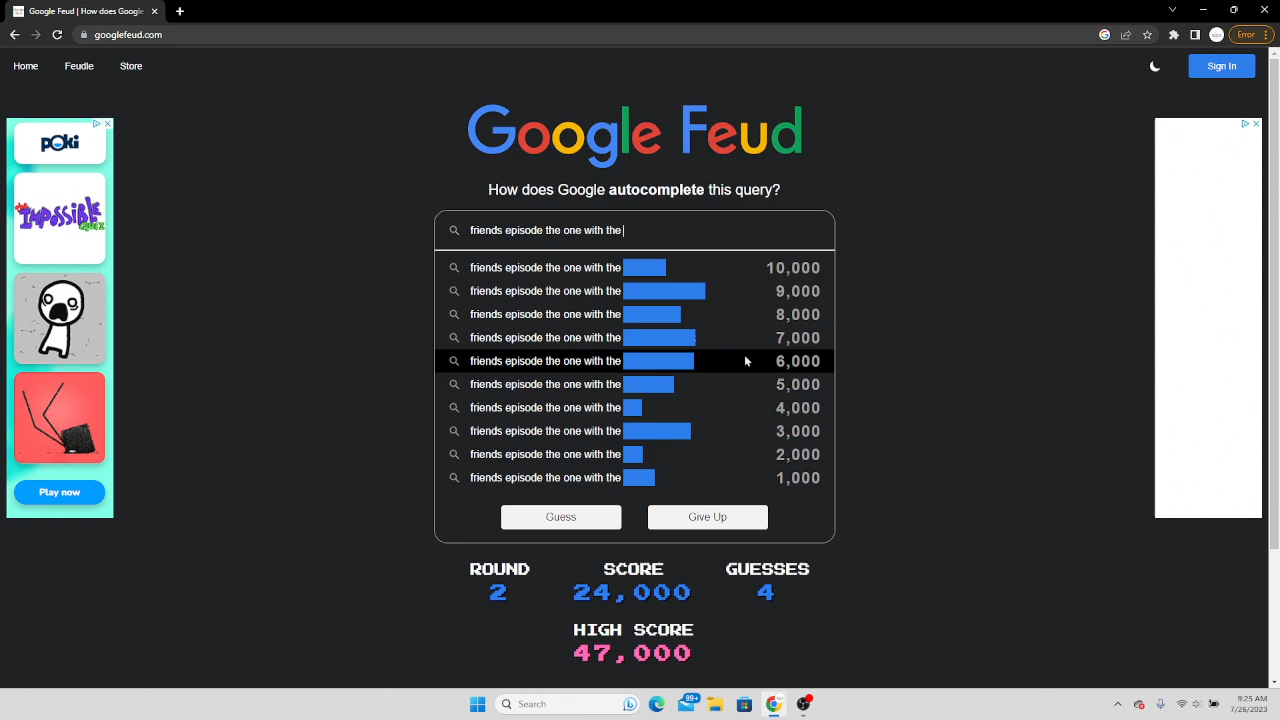 Google Feud | How does Google
googlefeud.com
Error
Home
Feudle
Store
Sign In
poki
the IMPOSSIBLE QUIZ
Play now
Google Feud
How does Google autocomplete this query?
friends episode the one with the
friends episode the one with the 10,000
friends episode the one with the 9,000
friends episode the one with the 8,000
friends episode the one with the 7,000
friends episode the one with the 6,000
friends episode the one with the 5,000
friends episode the one with the 4,000
friends episode the one with the 3,000
friends episode the one with the 2,000
friends episode the one with the 1,000
Guess Give Up
ROUND SCORE GUESSES
2 24,000 4
HIGH SCORE
47,000
Search
99+
9:25 AM
7/26/2023